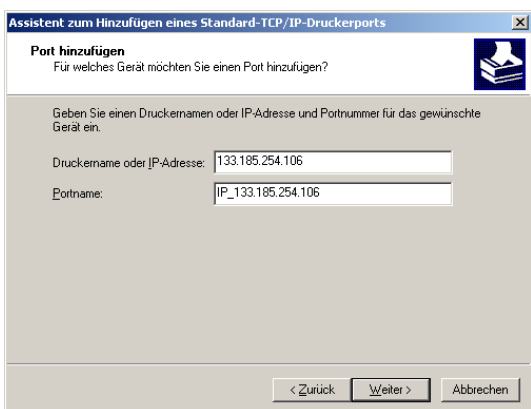 Assistent zum Hinzufügen eines Standard-TCP/IP-Druckerports
Port hinzufügen
Für welches Gerät möchten Sie einen Port hinzufügen?
Geben Sie einen Druckernamen oder IP-Adresse und Portnummer für das gewünschte
Gerät ein.
Druckername oder IP-Adresse: 133.185.254.106
Portname: IP_133.185.254.106
< Zurück Weiter > Abbrechen